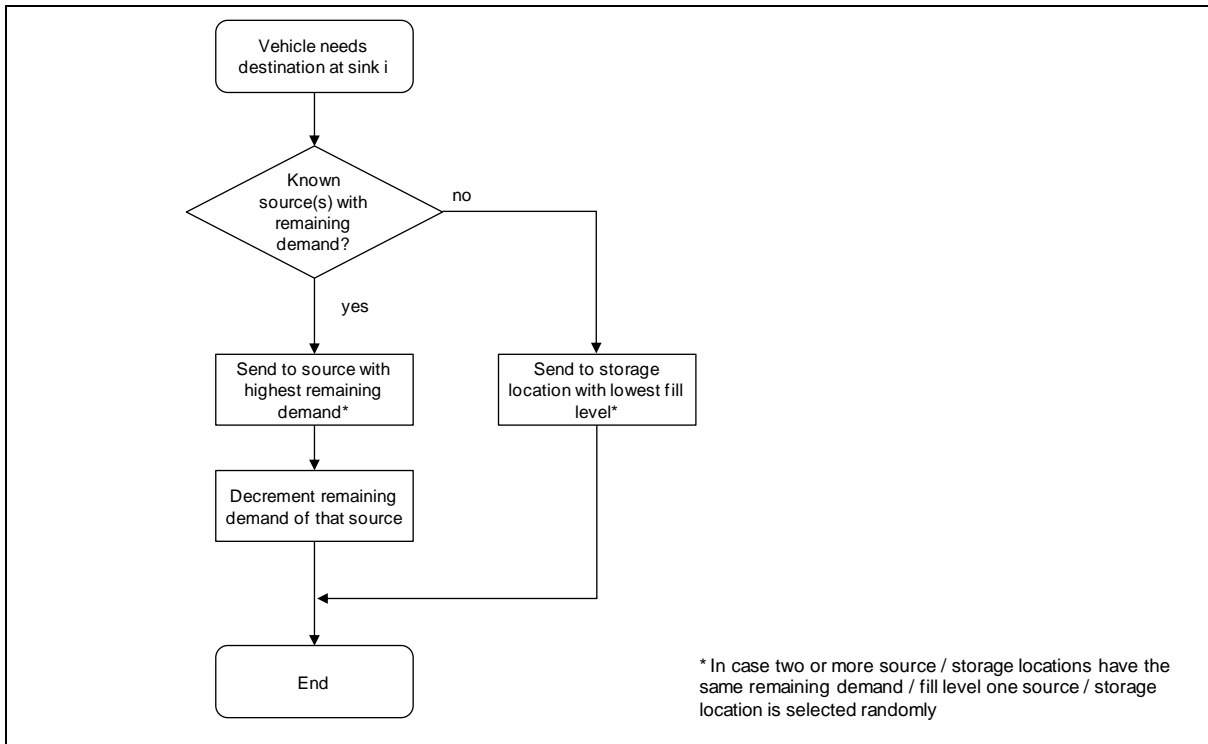 Vehicle needs
destination at sink i
Known
source(s) with
remaining
demand?
no
yes
Send to source with
highest remaining
demand*
Send to storage
location with lowest fill
level*
Decrement remaining
demand of that source
End
* In case two or more source / storage locations have the
same remaining demand / fill level one source / storage
location is selected randomly